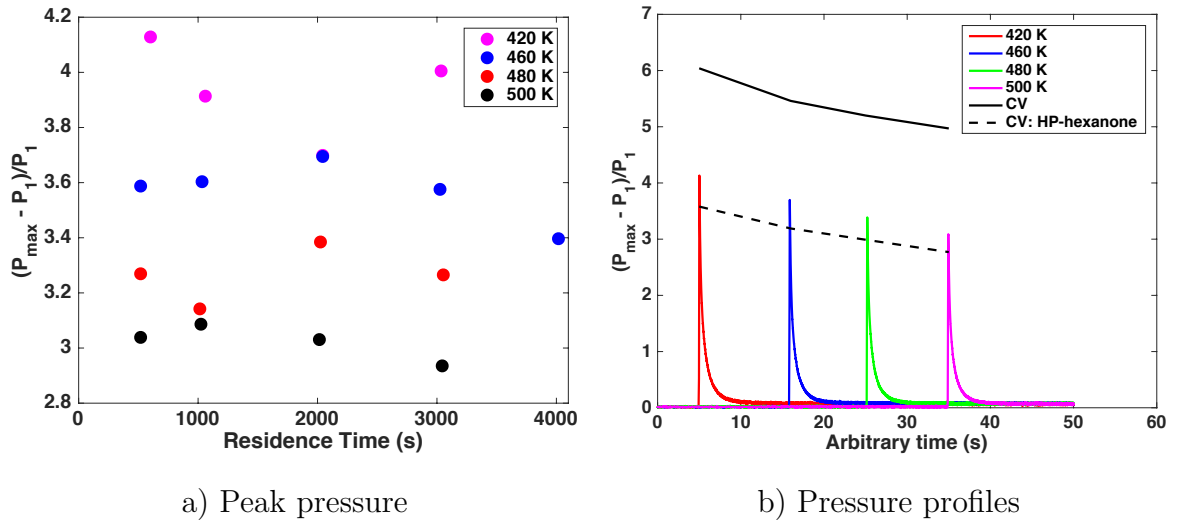 4.2
4
3.8
3.6
3.4
3.2
3
2.8
0
1000
2000
3000
4000
(P_max - P_1)/P_1
Residence Time (s)
420 K
460 K
480 K
500 K
a) Peak pressure
7
6
5
4
3
2
1
0
0
10
20
30
40
50
60
(P_max - P_1)/P_1
Arbitrary time (s)
420 K
460 K
480 K
500 K
CV
CV: HP-hexanone
b) Pressure profiles